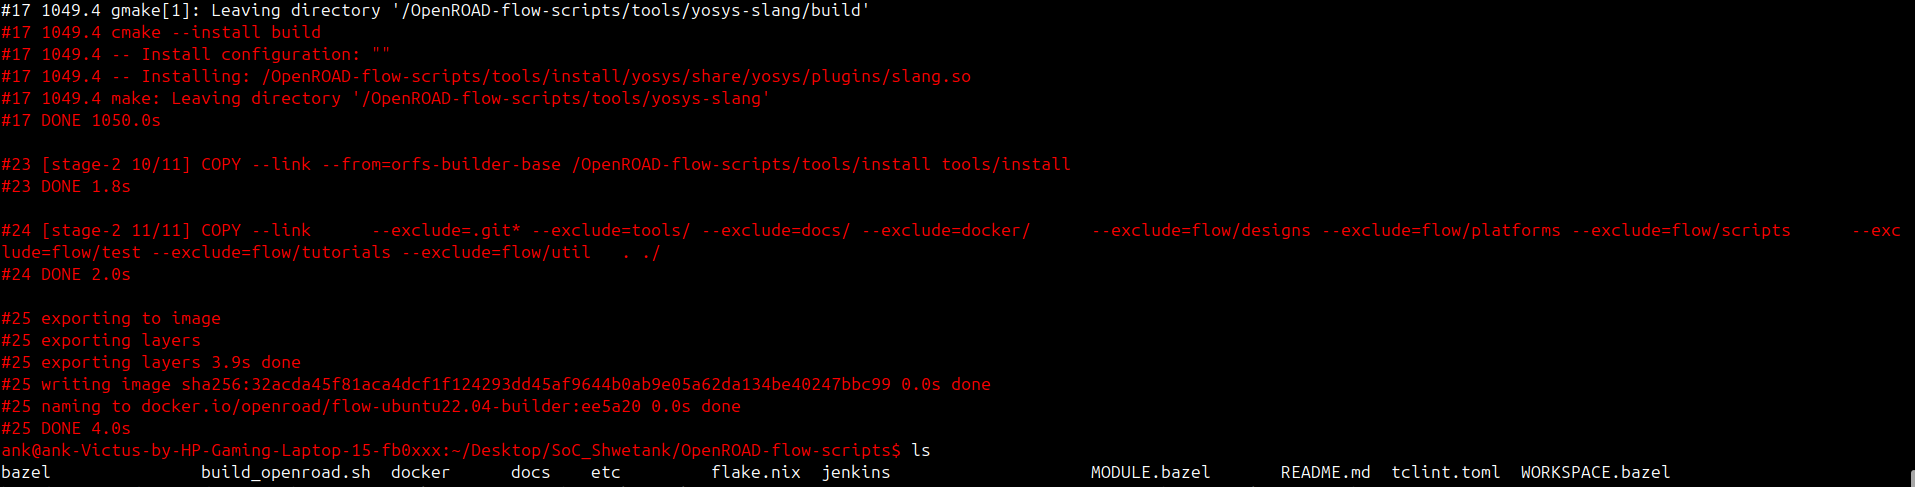 #17 1049.4 gmake[1]: Leaving directory '/OpenROAD-flow-scripts/tools/yosys-slang/build'
#17 1049.4 cmake --install build
#17 1049.4 -- Install configuration: ""
#17 1049.4 -- Installing: /OpenROAD-flow-scripts/tools/install/yosys/share/yosys/plugins/slang.so
#17 1049.4 make: Leaving directory '/OpenROAD-flow-scripts/tools/yosys-slang'
#17 DONE 1050.0s
#23 [stage-2 10/11] COPY --link --from=orfs-builder-base /OpenROAD-flow-scripts/tools/install tools/install
#23 DONE 1.8s
#24 [stage-2 11/11] COPY --link      --exclude=.git* --exclude=tools/ --exclude=docs/ --exclude=docker/      --exclude=flow/designs --exclude=flow/platforms --exclude=flow/scripts      --exc
lude=flow/test --exclude=flow/tutorials --exclude=flow/util   . ./
#24 DONE 2.0s
#25 exporting to image
#25 exporting layers
#25 exporting layers 3.9s done
#25 writing image sha256:32acda45f81aca4dcf1f124293dd45af9644b0ab9e05a62da134be40247bbc99 0.0s done
#25 naming to docker.io/openroad/flow-ubuntu22.04-builder:ee5a20 0.0s done
#25 DONE 4.0s
ank@ank-Victus-by-HP-Gaming-Laptop-15-fb0xxx:~/Desktop/SoC_Shwetank/OpenROAD-flow-scripts$ ls
bazel               build_openroad.sh  docker      docs    etc         flake.nix  jenkins                    MODULE.bazel       README.md  tclint.toml  WORKSPACE.bazel